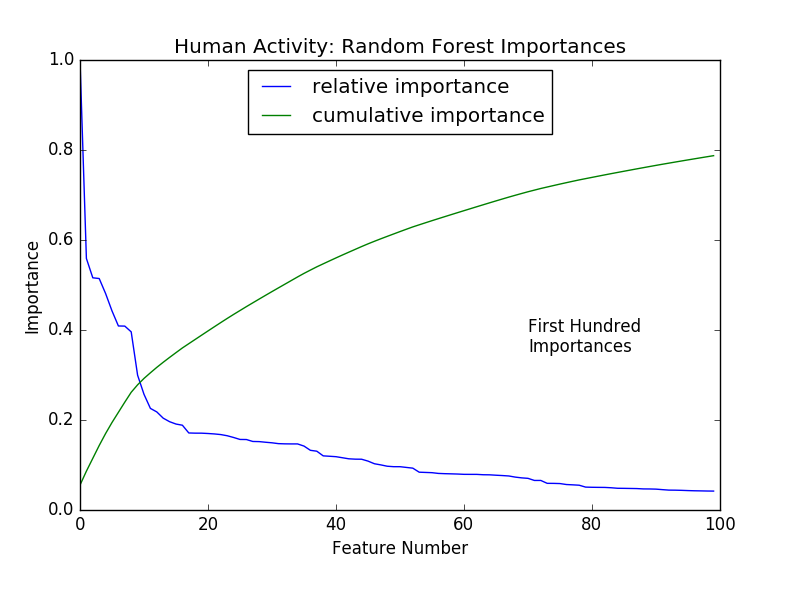 Human Activity: Random Forest Importances
relative importance
cumulative importance
1.0
0.8
0.6
0.4
0.2
0.0
Importance
First Hundred
Importances
0 20 40 60 80 100
Feature Number